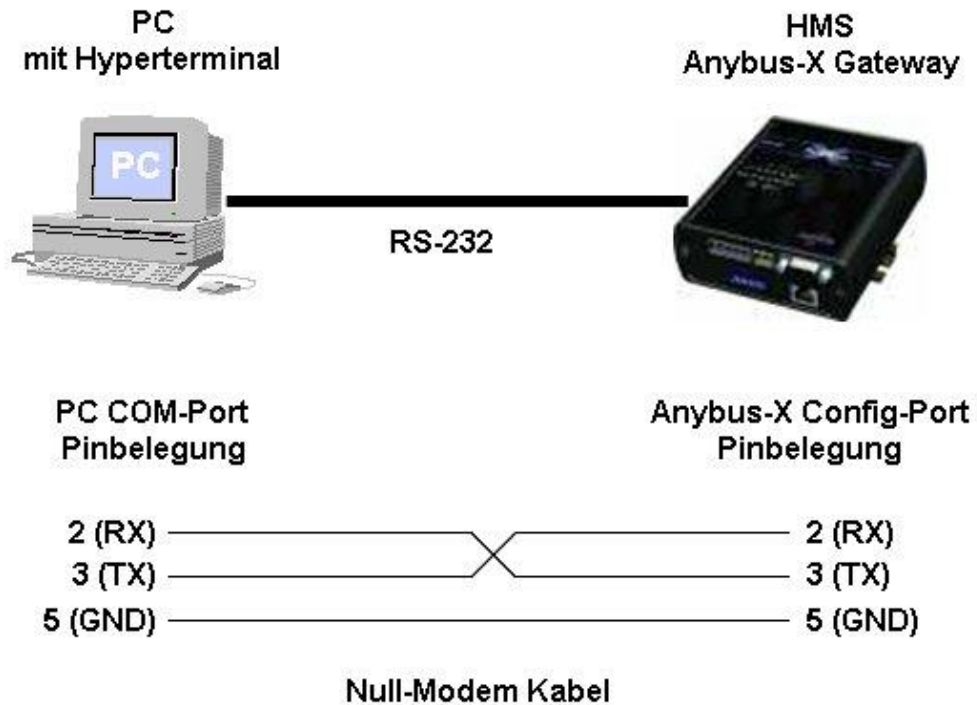 PC
mit Hyperterminal
HMS
Anybus-X Gateway
PC
RS-232
PC COM-Port
Pinbelegung
Anybus-X Config-Port
Pinbelegung
2 (RX) 2 (RX)
3 (TX) 3 (TX)
5 (GND) 5 (GND)
Null-Modem Kabel